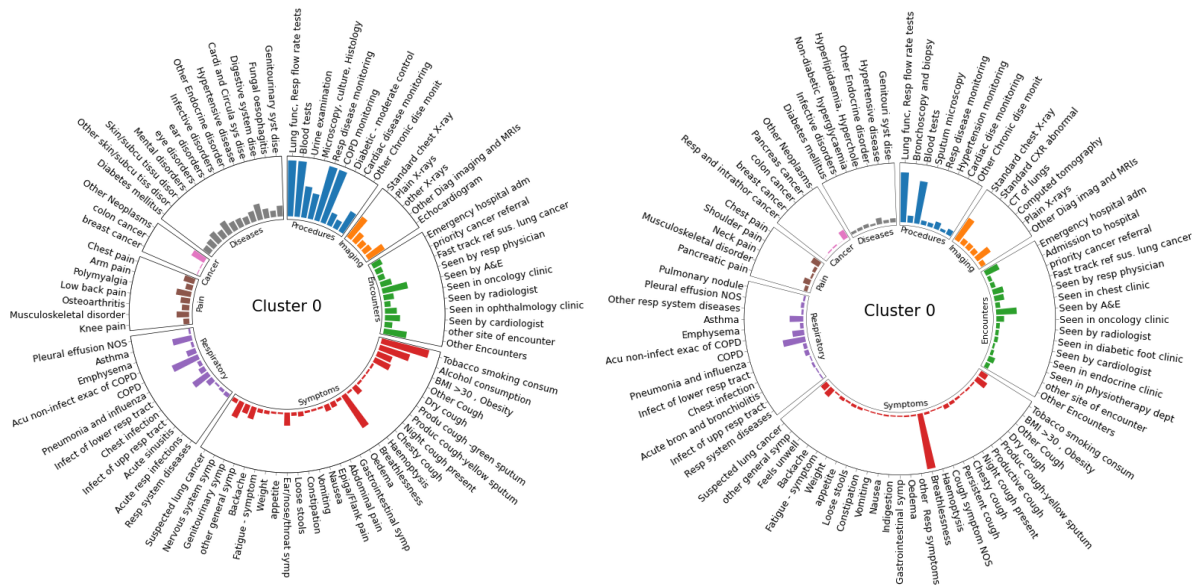 Lung func, Resp flow rate tests
Blood tests
Urine examination
Microscopy, culture, Histology
Resp disease monitoring
COPD monitoring
Diabetic - moderate control
Cardiac disease monitoring
Other Chronic dise monit
Standard chest X-ray
Plain X-rays
other X-rays
Other Diag imaging and MRIs
Echocardiogram
Emergency hospital adm
priority cancer referral
Fast track ref sus. lung cancer
Seen by resp physician
Seen by A&E
Seen in oncology clinic
Seen by radiologist
Seen in ophthalmology clinic
Seen by cardiologist
other site of encounter
Other Encounters
Tobacco smoking consum
Alcohol consumption
BMI >30 - Obesity
Other Cough
Dry cough
Produ cough -green sputum
Produc cough-yellow sputum
Night cough present
Chesty cough
Haemoptysis
Breathlessness
Oedema
Gastrointestinal symp
Abdominal pain
Epiga/Flank pain
Nausea
Vomiting
Constipation
Loose stools
Ear/nose/throat symp
appetite
Weight
Fatigue - symptom
Backache
other general symp
Genitourinary symp
Nervous system symp
Suspected lung cancer
Resp system diseases
Acute resp infections
Acute sinusitis
Infect of upp resp tract
Chest infection
Infect of lower resp tract
Pneumonia and influenza
COPD
Acu non-infect exac of COPD
Emphysema
Asthma
Pleural effusion NOS
Knee pain
Musculoskeletal disorder
Osteoarthritis
Low back pain
Polymyalgia
Arm pain
Chest pain
breast cancer
colon cancer
Other Neoplasms
Diabetes mellitus
skin/subcu tiss disor
Other skin/subcu tissu disor
Mental disorders
eye disorders
ear disorders
Infective disorders
Other Endocrine disorder
Hypertensive disease
Cardi and Circula sys dise
Digestive system dise
Fungal oesophagitis
Genitourinary syst dise
Procedures
Imaging
Encounters
Symptoms
Respiratory
Pain
Cancer
Diseases
Cluster 0
Lung func, Resp flow rate tests
Bronchoscopy and biopsy
Blood tests
Sputum microscopy
Resp disease monitoring
Hypertension monitoring
Cardiac dise monitoring
Other Chronic dise monit
Standard chest X-ray
Standard CXR abnormal
Computed tomography
CT of lungs
Plain X-rays
Other Diag imag and MRIs
Emergency hospital adm
Admission to hospital
priority cancer referral
Fast track ref sus. lung cancer
Seen by resp physician
Seen in chest clinic
Seen by A&E
Seen in oncology clinic
Seen by radiologist
Seen in diabetic foot clinic
Seen by cardiologist
Seen in endocrine clinic
Seen in physiotherapy dept
other site of encounter
Other Encounters
Tobacco smoking consum
BMI >30 , Obesity
Other Cough
Dry cough
Produc cough-yellow sputum
Productive cough
Night cough present
Chesty cough
Persistent cough
Cough symptom NOS
Haemoptysis
Breathlessness
other  Resp symptoms
Oedema
Gastrointestinal sympt
Indigestion
Nausea
Vomiting
Constipation
Loose stools
appetite
Weight
Fatigue - symptom
Backache
Feels unwell
other general symp
Suspected lung cancer
Resp system diseases
Infect of upp resp tract
Acute bron and bronchiolitis
Chest infection
Infect of lower resp tract
Pneumonia and influenza
COPD
Acu non-infect exac of COPD
Emphysema
Asthma
Other resp system diseases
Pleural effusion NOS
Pulmonary nodule
Pancreatic pain
Musculoskeletal disorder
Neck pain
Shoulder pain
Chest pain
Resp and intrathor cancer
breast cancer
colon cancer
Pancreas cancer
Other Neoplasms
Diabetes mellitus
Infective disorders
Non-diabetic hyperglycaemia
Hyperlipidaemia, Hypercholes
Other Endocrine disorder
Hypertensive disease
Genitouri syst dise
Procedures
Imaging
Encounters
Symptoms
Respiratory
Pain
Cancer
Diseases
Cluster 0